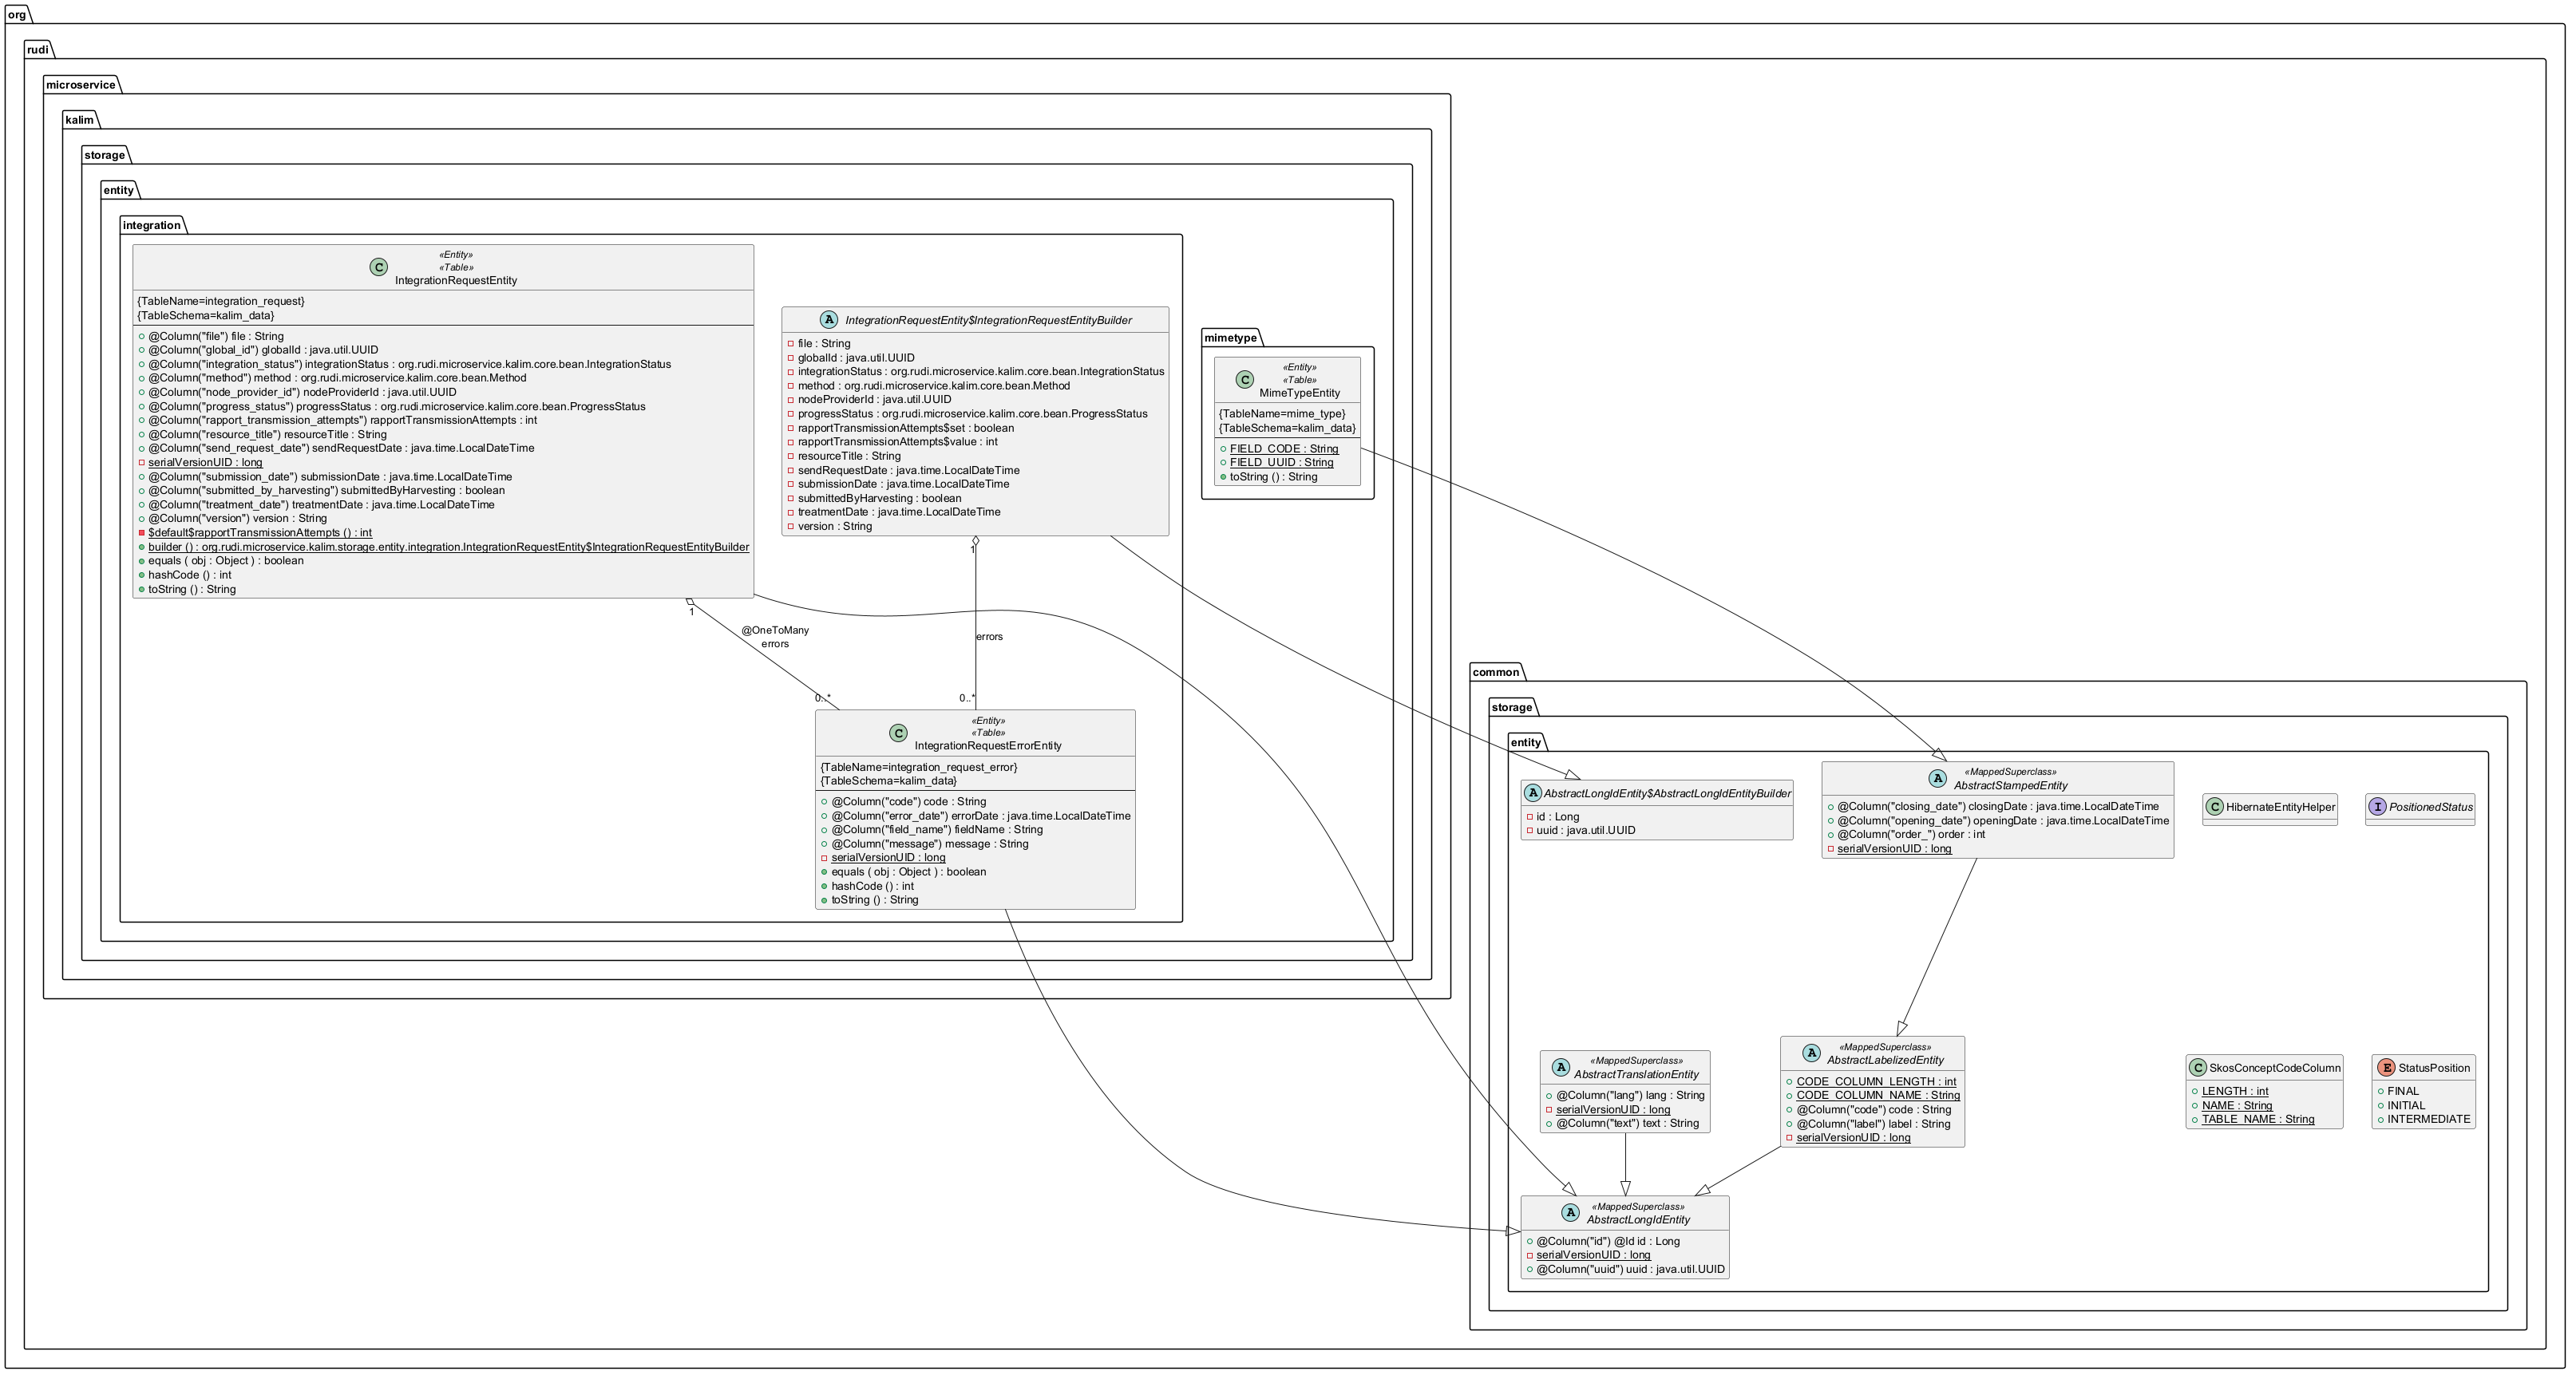 org
rudi
microservice
kalim
storage
entity
integration
«Entity»
«Table»
IntegrationRequestEntity
{TableName=integration_request}
{TableSchema=kalim_data}
@Column("file") file : String
@Column("global_id") globalId : java.util.UUID
@Column("integration_status") integrationStatus : org.rudi.microservice.kalim.core.bean.IntegrationStatus
@Column("method") method : org.rudi.microservice.kalim.core.bean.Method
@Column("node_provider_id") nodeProviderId : java.util.UUID
@Column("progress_status") progressStatus : org.rudi.microservice.kalim.core.bean.ProgressStatus
@Column("rapport_transmission_attempts") rapportTransmissionAttempts : int
@Column("resource_title") resourceTitle : String
@Column("send_request_date") sendRequestDate : java.time.LocalDateTime
serialVersionUID : long
@Column("submission_date") submissionDate : java.time.LocalDateTime
@Column("submitted_by_harvesting") submittedByHarvesting : boolean
@Column("treatment_date") treatmentDate : java.time.LocalDateTime
@Column("version") version : String
$default$rapportTransmissionAttempts () : int
builder () : org.rudi.microservice.kalim.storage.entity.integration.IntegrationRequestEntity$IntegrationRequestEntityBuilder
equals ( obj : Object ) : boolean
hashCode () : int
toString () : String
A IntegrationRequestEntity$IntegrationRequestEntityBuilder
file : String
globalId : java.util.UUID
integrationStatus : org.rudi.microservice.kalim.core.bean.IntegrationStatus
method : org.rudi.microservice.kalim.core.bean.Method
nodeProviderId : java.util.UUID
progressStatus : org.rudi.microservice.kalim.core.bean.ProgressStatus
rapportTransmissionAttempts$set : boolean
rapportTransmissionAttempts$value : int
resourceTitle : String
sendRequestDate : java.time.LocalDateTime
submissionDate : java.time.LocalDateTime
submittedByHarvesting : boolean
treatmentDate : java.time.LocalDateTime
version : String
mimetype
«Entity»
«Table»
C MimeTypeEntity
{TableName=mime_type}
{TableSchema=kalim_data}
FIELD_CODE : String
FIELD_UUID : String
toString () : String
1
@OneToMany
errors
0..*
1
errors
0..*
«Entity»
«Table»
C IntegrationRequestErrorEntity
{TableName=integration_request_error}
{TableSchema=kalim_data}
@Column("code") code : String
@Column("error_date") errorDate : java.time.LocalDateTime
@Column("field_name") fieldName : String
@Column("message") message : String
serialVersionUID : long
equals ( obj : Object ) : boolean
hashCode () : int
toString () : String
common
storage
entity
A AbstractLongIdEntity$AbstractLongIdEntityBuilder
id : Long
uuid : java.util.UUID
«MappedSuperclass»
A AbstractStampedEntity
@Column("closing_date") closingDate : java.time.LocalDateTime
@Column("opening_date") openingDate : java.time.LocalDateTime
@Column("order_") order : int
serialVersionUID : long
C HibernateEntityHelper
I PositionedStatus
«MappedSuperclass»
A AbstractTranslationEntity
@Column("lang") lang : String
serialVersionUID : long
@Column("text") text : String
«MappedSuperclass»
A AbstractLabelizedEntity
CODE_COLUMN_LENGTH : int
CODE_COLUMN_NAME : String
@Column("code") code : String
@Column("label") label : String
serialVersionUID : long
C SkosConceptCodeColumn
LENGTH : int
NAME : String
TABLE_NAME : String
E StatusPosition
FINAL
INITIAL
INTERMEDIATE
«MappedSuperclass»
A AbstractLongIdEntity
@Column("id") @Id id : Long
serialVersionUID : long
@Column("uuid") uuid : java.util.UUID